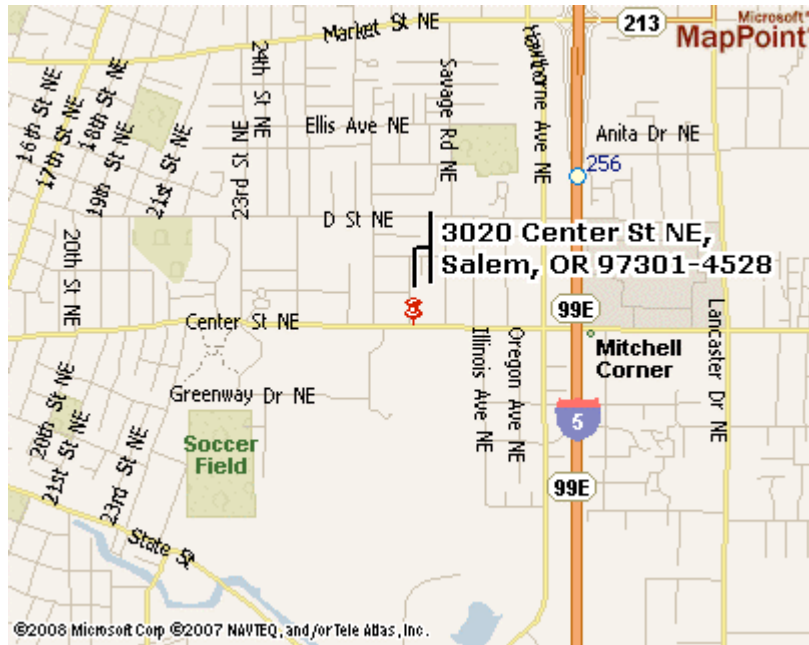 Market St NE
213
Microsoft
MapPoint
24th St NE
Savage Rd NE
Hawthorne Ave NE
16th St NE
17th St NE
18th St NE
19th St NE
21st St NE
23rd St NE
Ellis Ave NE
Anita Dr NE
256
D St NE
20th St NE
3020 Center St NE,
Salem, OR 97301-4528
Center St NE
99E
Mitchell
Corner
Lancaster Dr NE
Illinois Ave NE
Oregon Ave NE
Greenway Dr NE
5
Soccer
Field
20th St NE
21st St NE
23rd St NE
99E
State St
©2008 Microsoft Corp ©2007 NAVTEQ, and/or Tele Atlas, Inc.